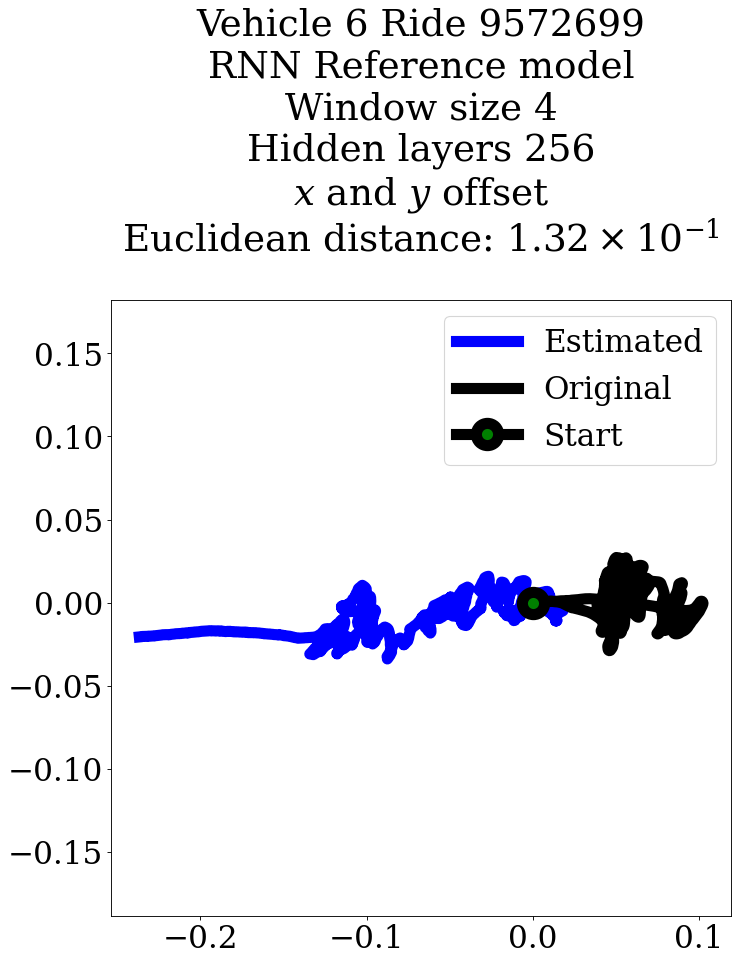 Vehicle 6 Ride 9572699
RNN Reference model
Window size 4
Hidden layers 256
x and y offset
Euclidean distance: 1.32 × 10⁻¹
Estimated
Original
Start
0.15
0.10
0.05
0.00
−0.05
−0.10
−0.15
−0.2
−0.1
0.0
0.1